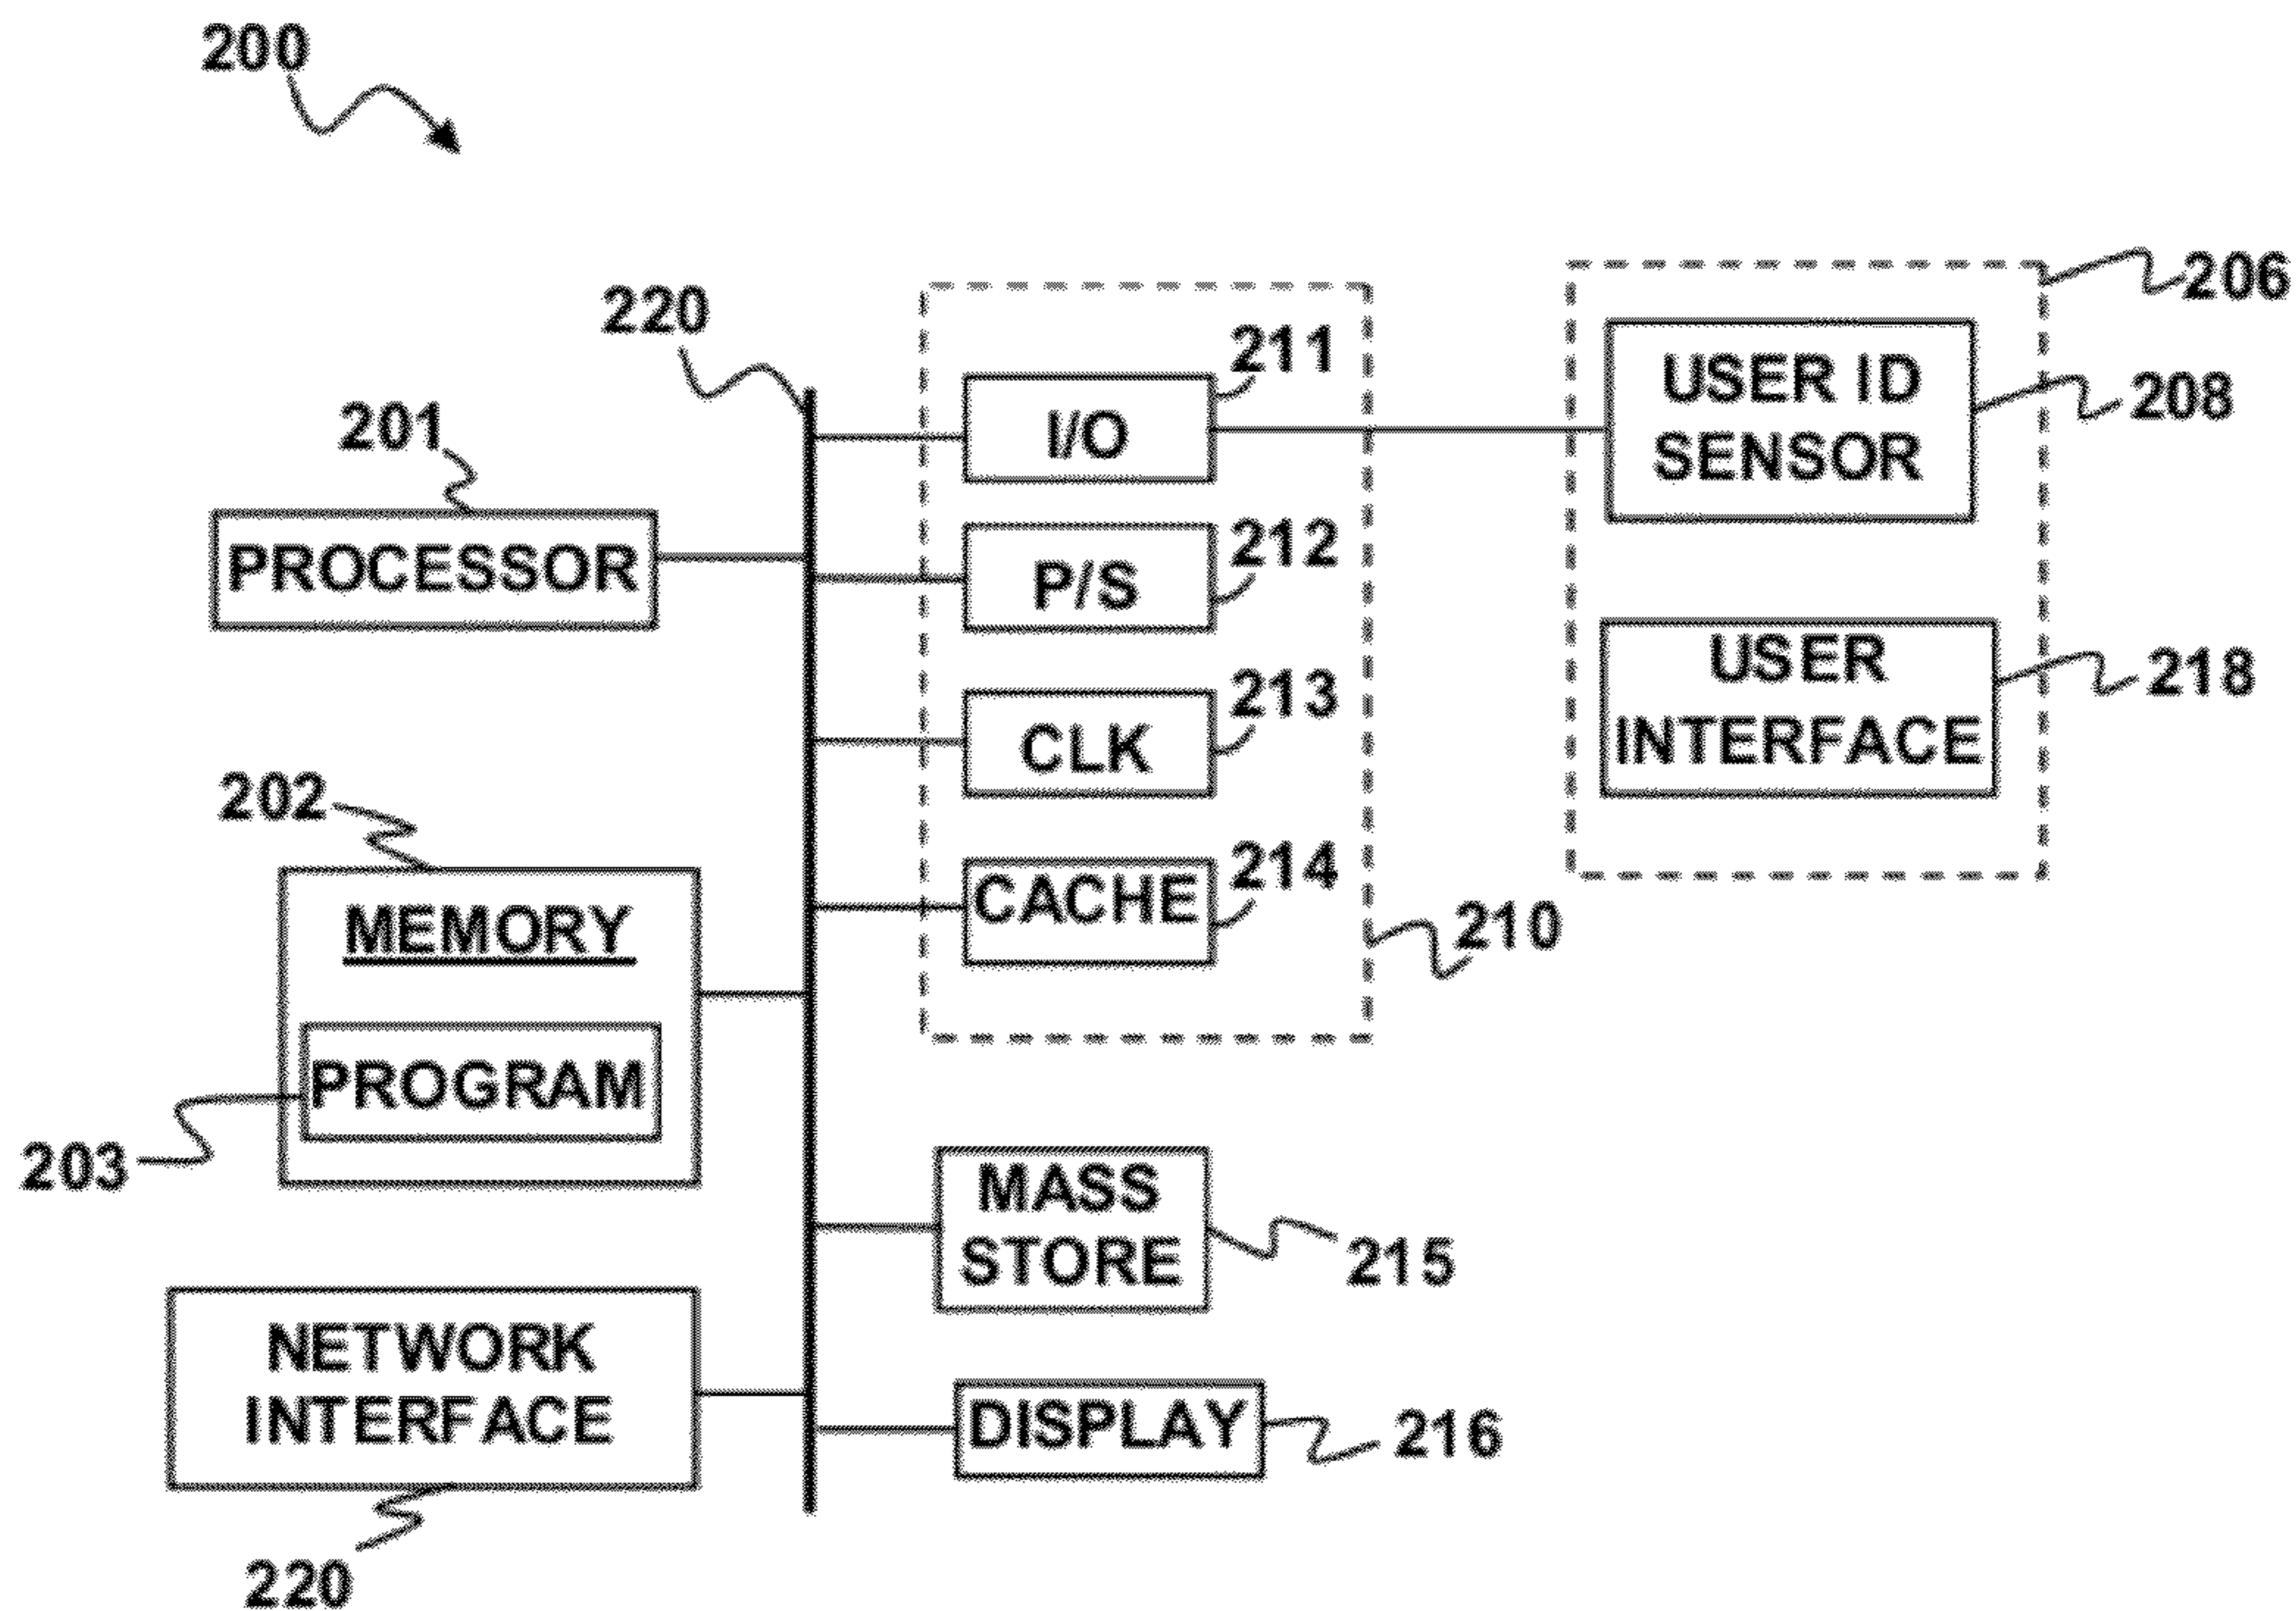 200
206
220
211
I/O
USER ID
SENSOR
208
201
PROCESSOR
212
P/S
USER
INTERFACE
218
213
CLK
202
MEMORY
214
CACHE
210
PROGRAM
203
MASS
STORE
215
NETWORK
INTERFACE
DISPLAY
216
220